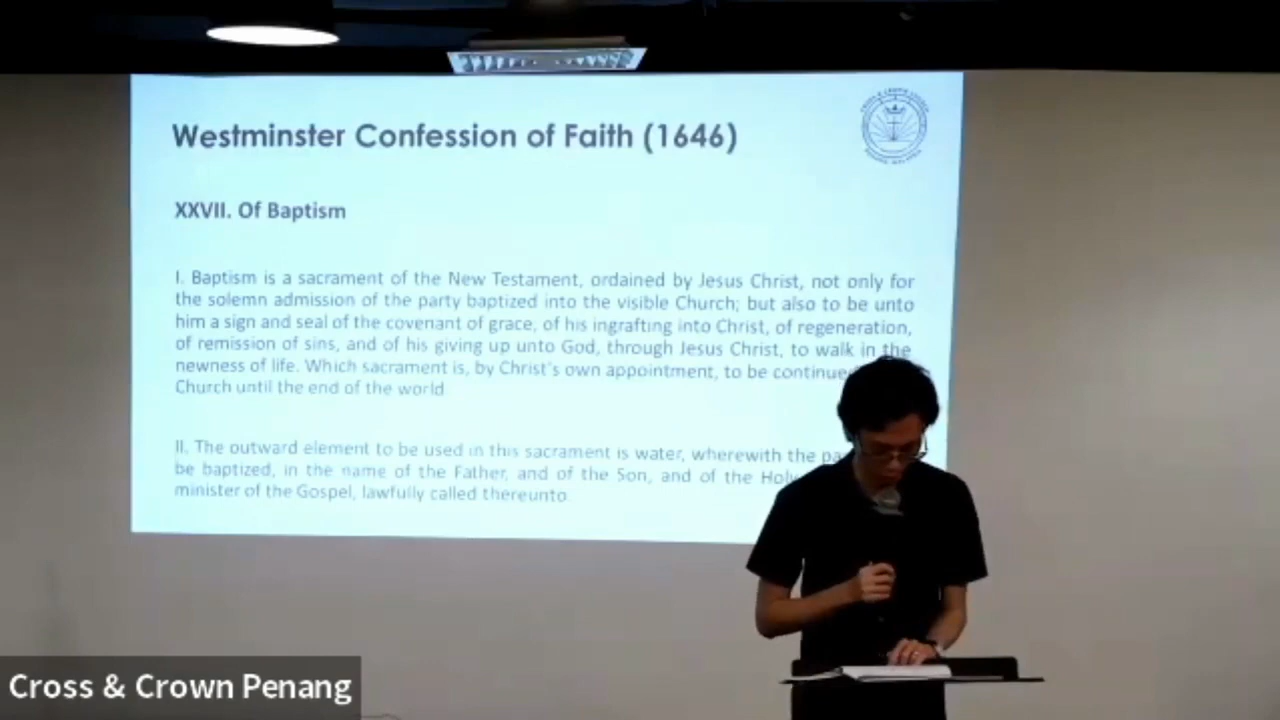 Westminster Confession of Faith (1646)
XXVII. Of Baptism
I. Baptism is a sacrament of the New Testament, ordained by Jesus Christ, not only for
the solemn admission of the party baptized into the visible Church; but also to be unto
him a sign and seal of the covenant of grace, of his ingrafting into Christ, of regeneration,
of remission of sins, and of his giving up unto God, through Jesus Christ, to walk in the
newness of life. Which sacrament is, by Christ's own appointment, to be continue
Church until the end of the world
II. The outward element to be used in this sacrament is water, wherewith the pa
be baptized, in the name of the Father, and of the Son, and of the Holy
minister of the Gospel, lawfully called thereunto
Cross & Crown Penang